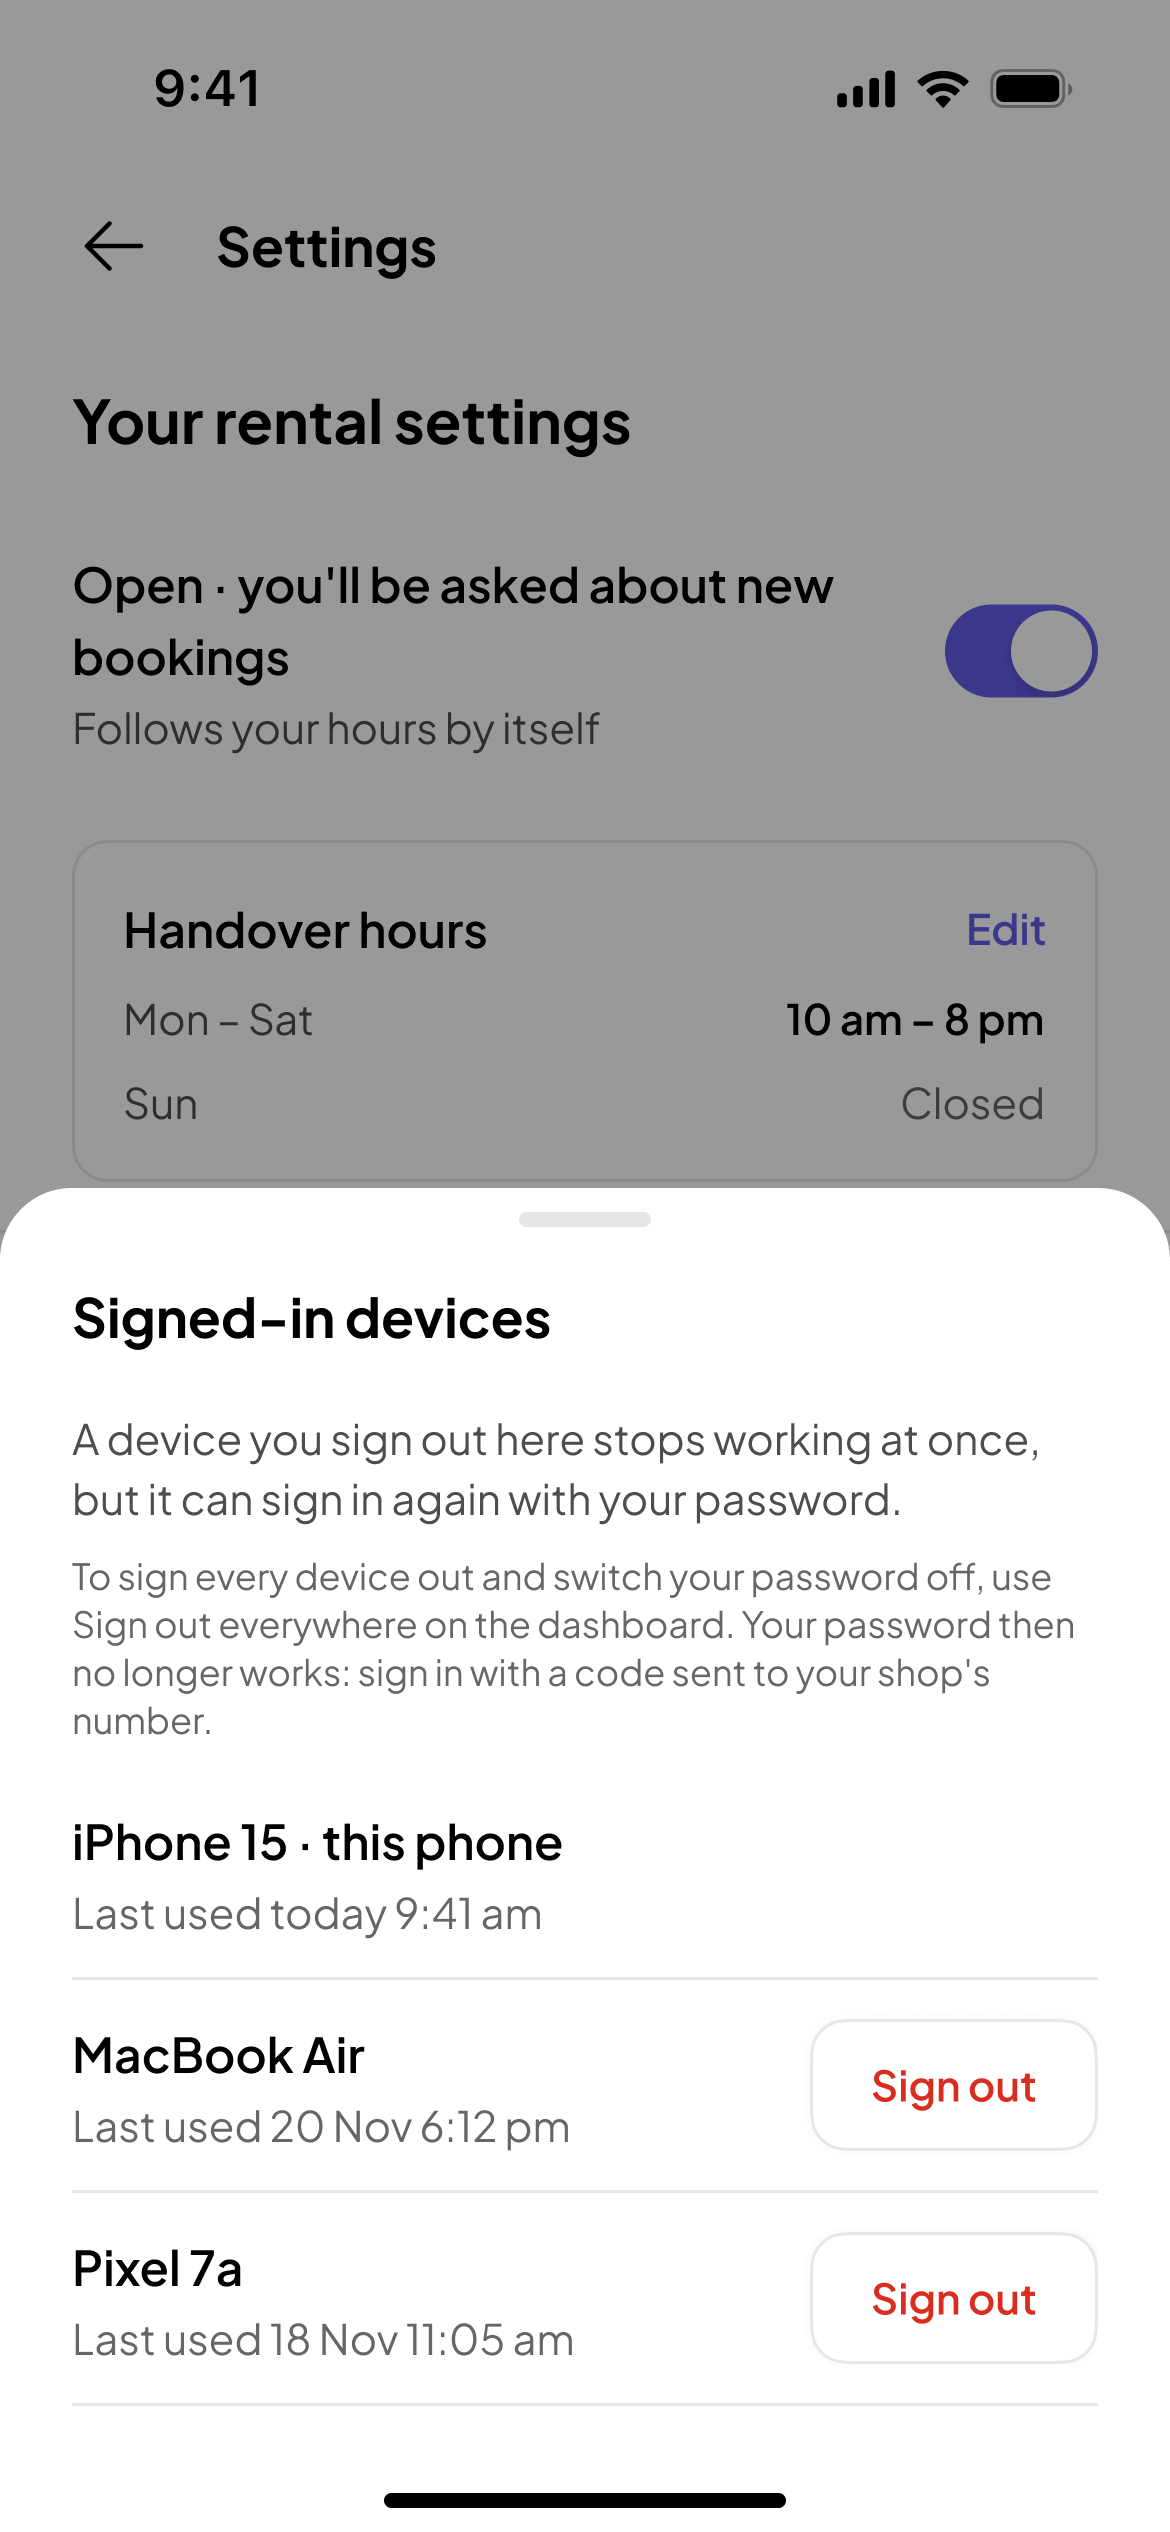 9:41
Settings
Your rental settings
Open · you'll be asked about new
bookings
Follows your hours by itself
Handover hours
Edit
Mon – Sat
10 am – 8 pm
Sun
Closed
Signed-in devices
A device you sign out here stops working at once,
but it can sign in again with your password.
To sign every device out and switch your password off, use
Sign out everywhere on the dashboard. Your password then
no longer works: sign in with a code sent to your shop's
number.
iPhone 15 · this phone
Last used today 9:41 am
MacBook Air
Last used 20 Nov 6:12 pm
Sign out
Pixel 7a
Last used 18 Nov 11:05 am
Sign out